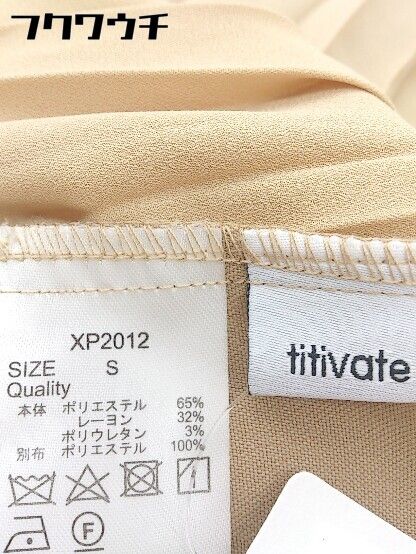 フクワウチ
XP2012
SIZE S
Quality
本体 ポリエステル 65%
レーヨン 32%
ポリウレタン 3%
別布 ポリエステル 100%
F
titivate